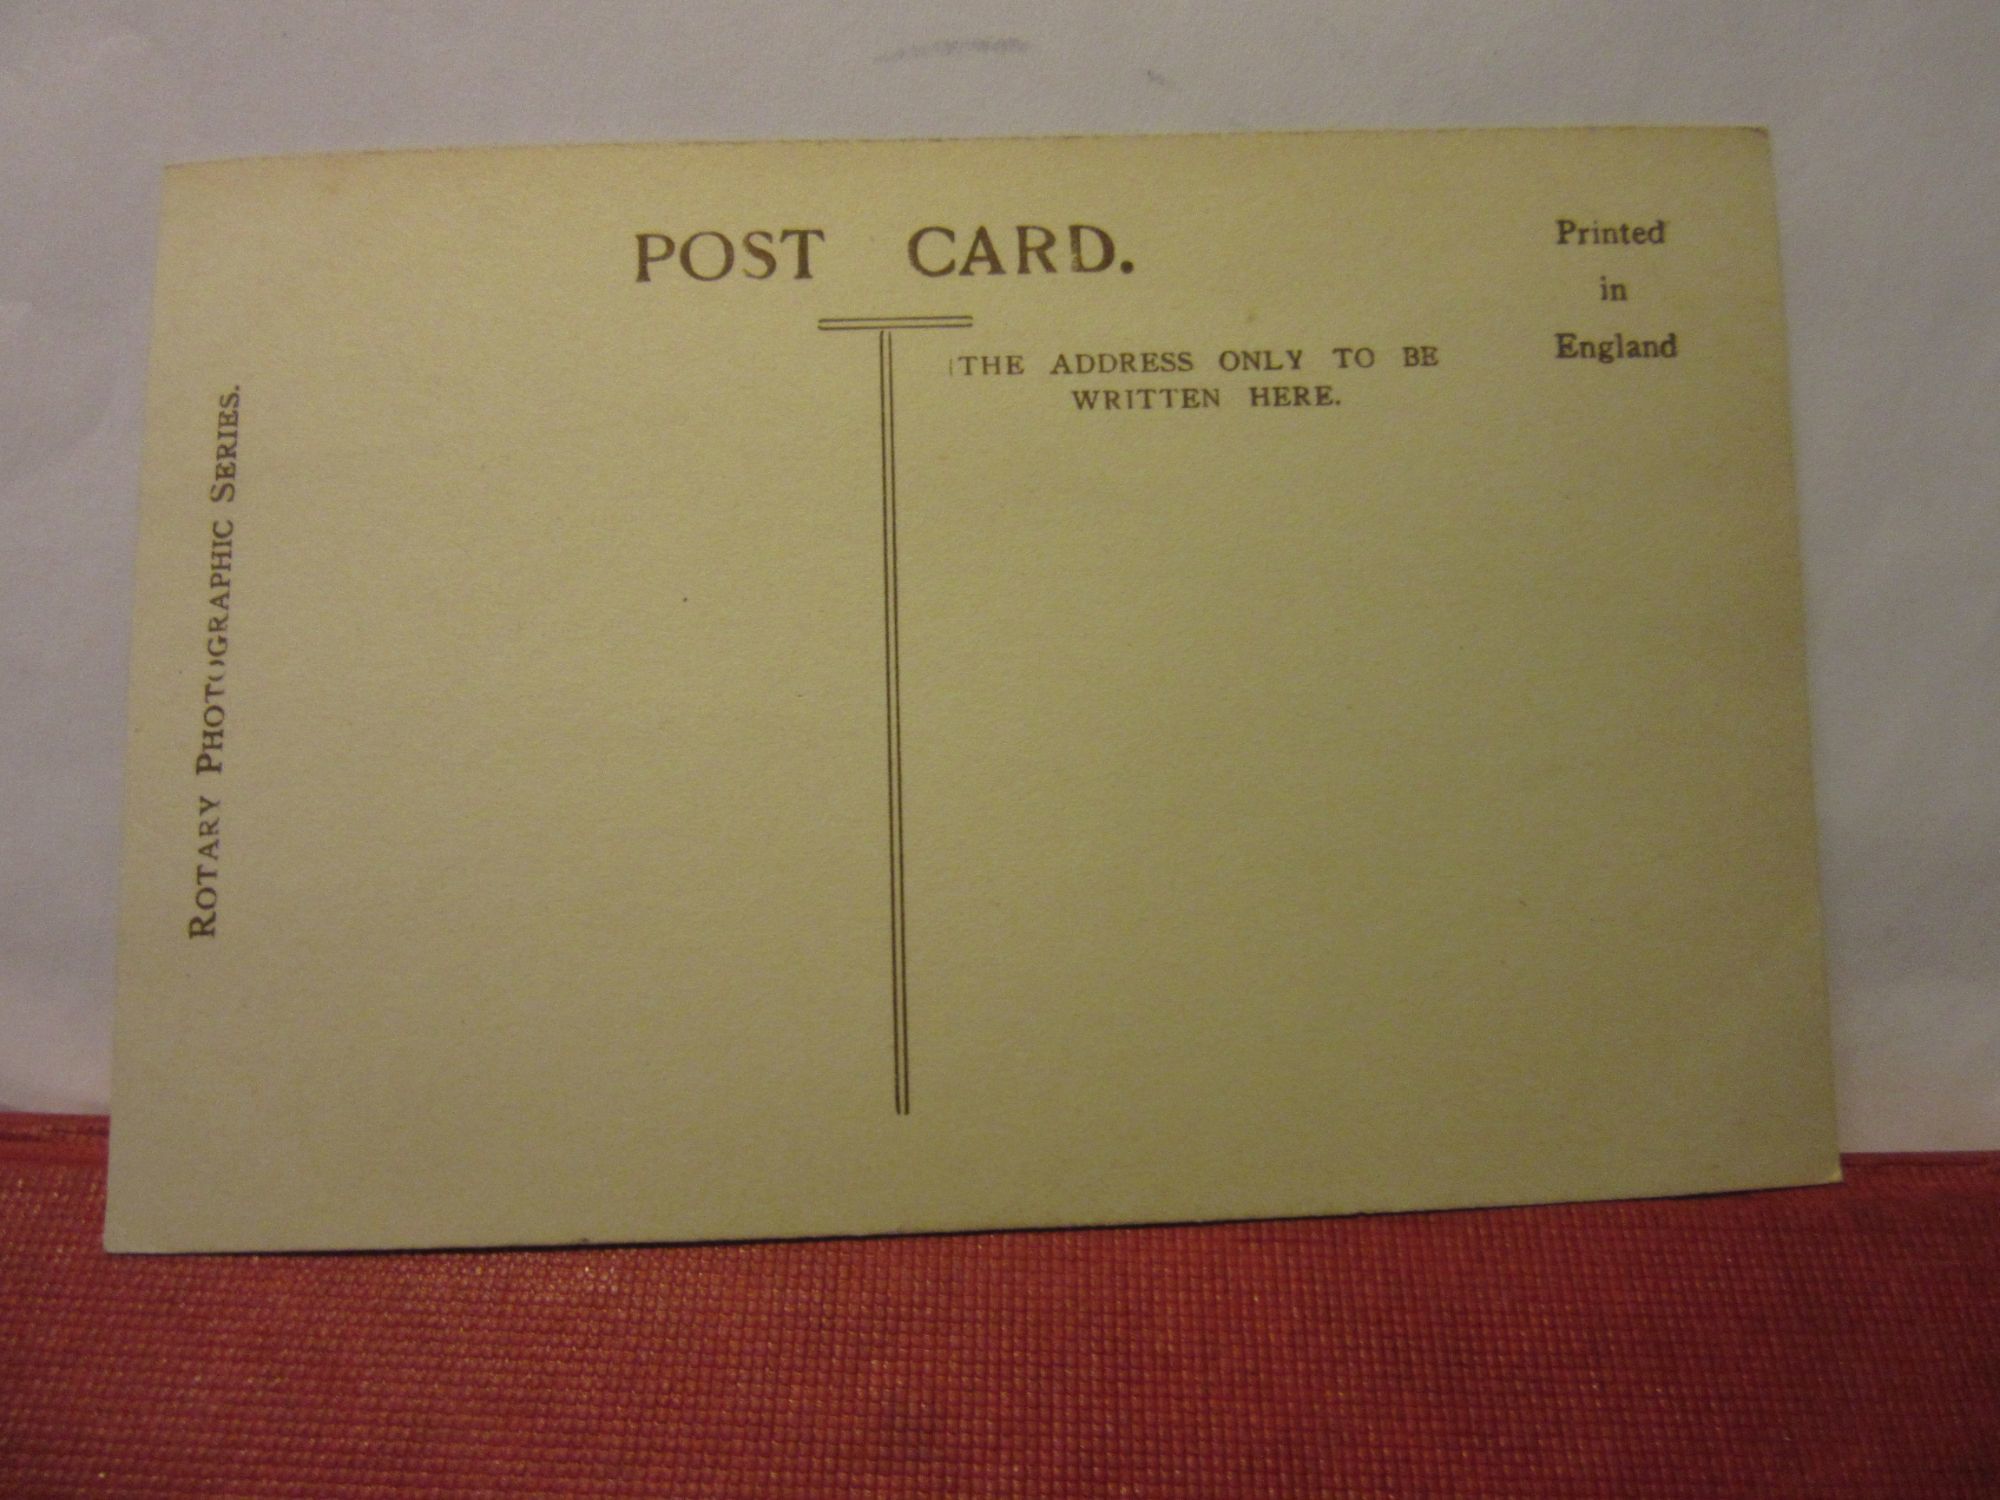 POST CARD.
Printed
in
England
THE ADDRESS ONLY TO BE
WRITTEN HERE.
ROTARY PHOTOGRAPHIC SERIES.